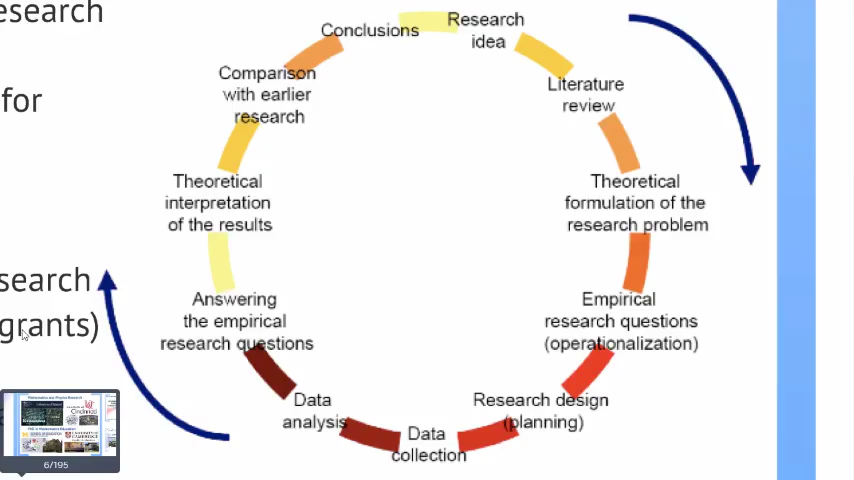 esearch
for
search
grants)
Research
idea
Literature
review
Theoretical
formulation of the
research problem
Empirical
research questions
(operationalization)
Research design
(planning)
Data
collection
Data
analysis
Answering
the empirical
research questions
Theoretical
interpretation
of the results
Comparison
with earlier
research
Conclusions
6/195